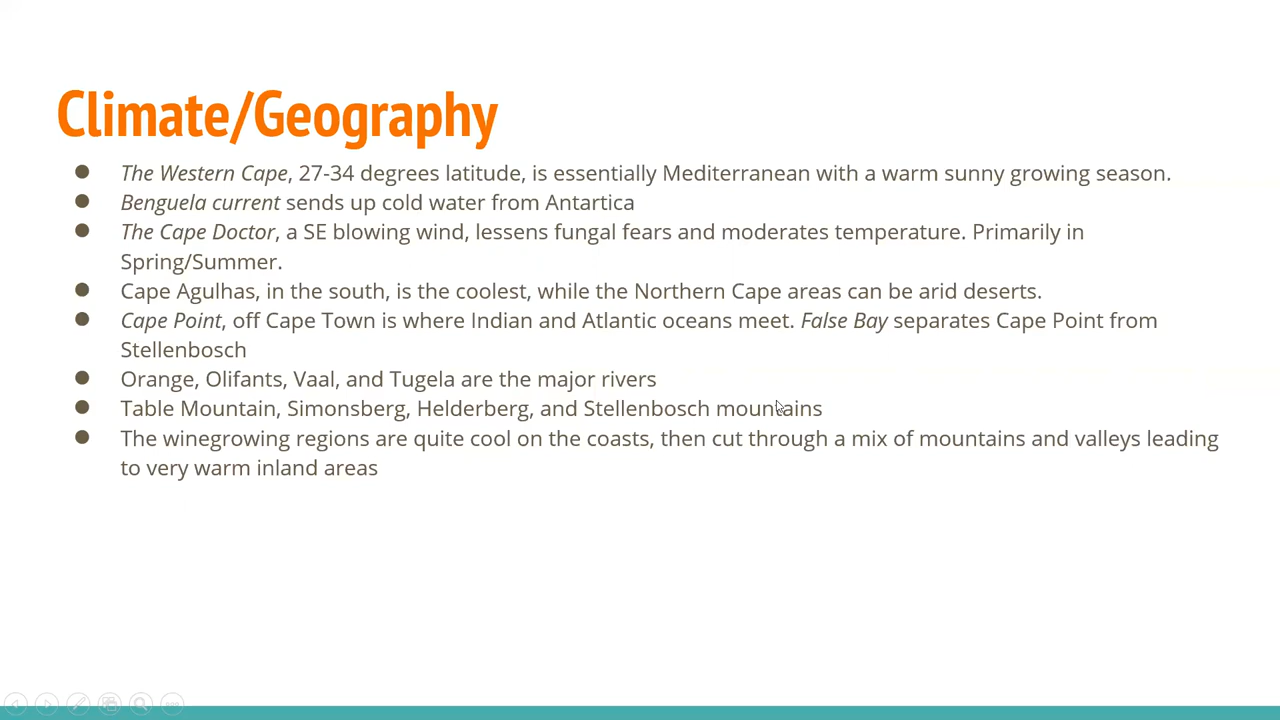 Climate/Geography
● The Western Cape, 27-34 degrees latitude, is essentially Mediterranean with a warm sunny growing season.
● Benguela current sends up cold water from Antartica
● The Cape Doctor, a SE blowing wind, lessens fungal fears and moderates temperature. Primarily in
Spring/Summer.
● Cape Agulhas, in the south, is the coolest, while the Northern Cape areas can be arid deserts.
● Cape Point, off Cape Town is where Indian and Atlantic oceans meet. False Bay separates Cape Point from
Stellenbosch
● Orange, Olifants, Vaal, and Tugela are the major rivers
● Table Mountain, Simonsberg, Helderberg, and Stellenbosch mountains
● The winegrowing regions are quite cool on the coasts, then cut through a mix of mountains and valleys leading
to very warm inland areas